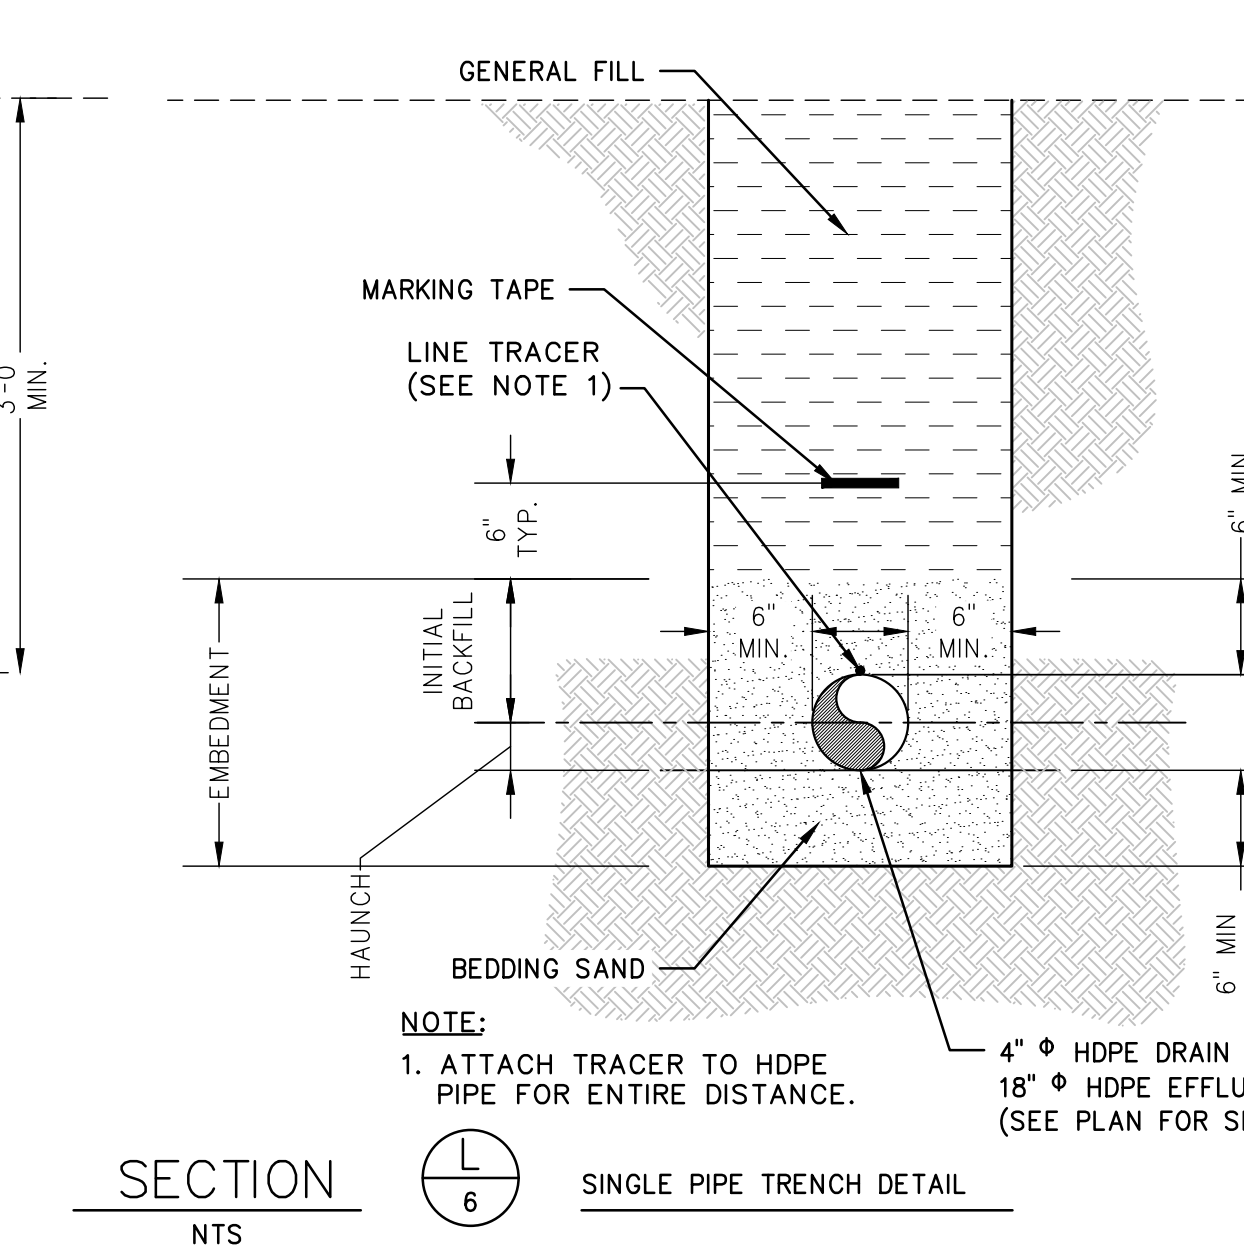 GENERAL FILL
MARKING TAPE
LINE TRACER
(SEE NOTE 1)
MIN.
6"
TYP.
6" MIN
INITIAL
BACKFILL
6"
MIN.
6"
MIN.
EMBEDMENT
HAUNCH
BEDDING SAND
6" MIN
NOTE:
1. ATTACH TRACER TO HDPE
PIPE FOR ENTIRE DISTANCE.
4" Φ HDPE DRAIN
18" Φ HDPE
(SEE PLAN FOR
SECTION
NTS
L
6
SINGLE PIPE TRENCH DETAIL